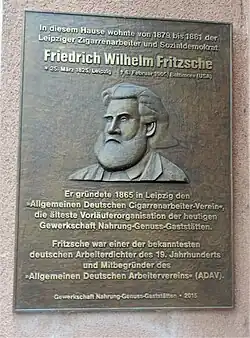 In diesem Hause wohnte von 1879 bis 1881 der
Leipziger Zigarrenarbeiter und Sozialdemokrat
Friedrich Wilhelm Fritzsche
* 25. März 1825, Leipzig † 6. Februar 1905, Baltimore (USA)
Er gründete 1865 in Leipzig den
»Allgemeinen Deutschen Cigarrenarbeiter-Verein«,
die älteste Vorläuferorganisation der heutigen
Gewerkschaft Nahrung-Genuss-Gaststätten.
Fritzsche war einer der bekanntesten
deutschen Arbeiterdichter des 19. Jahrhunderts
und Mitbegründer des
»Allgemeinen Deutschen Arbeitervereins« (ADAV).
Gewerkschaft Nahrung-Genuss-Gaststätten • 2015